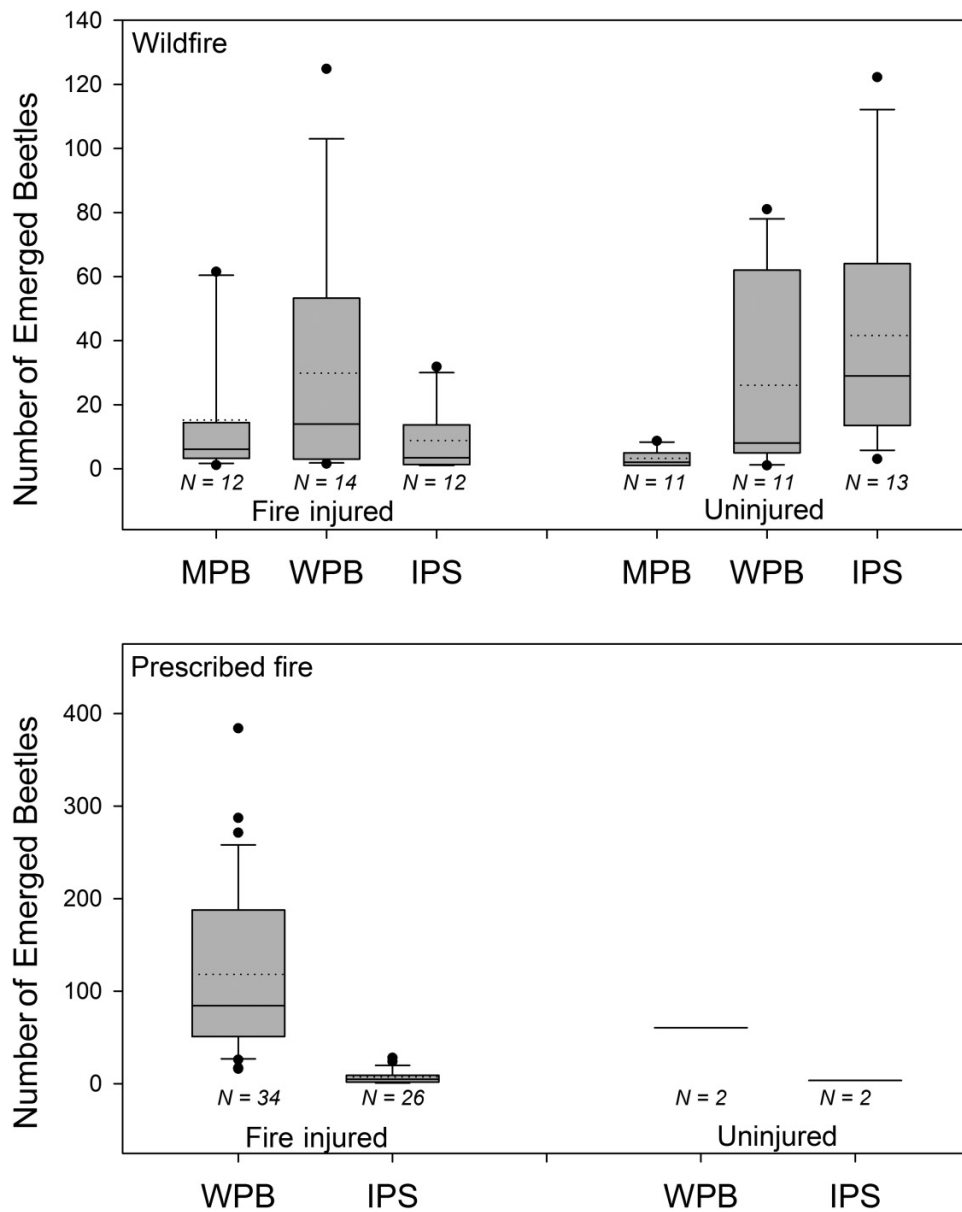 Wildfire
Number of Emerged Beetles
140
120
100
80
60
40
20
0
N = 12 N = 14 N = 12 N = 11 N = 11 N = 13
Fire injured Uninjured
MPB WPB IPS MPB WPB IPS
Prescribed fire
Number of Emerged Beetles
400
300
200
100
0
N = 34 N = 26 N = 2 N = 2
Fire injured Uninjured
WPB IPS WPB IPS